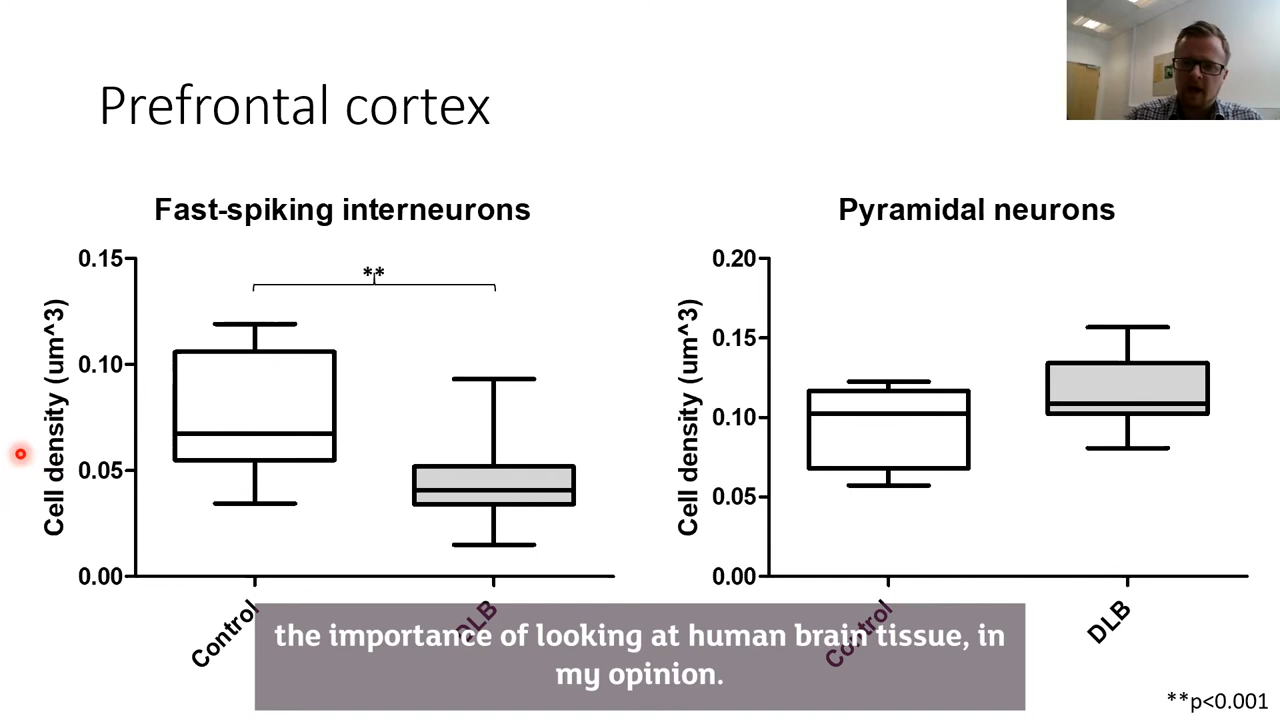 Prefrontal cortex
Fast-spiking interneurons
**
Cell density (um^3)
0.15
0.10
0.05
0.00
Control
DLB
Pyramidal neurons
Cell density (um^3)
0.20
0.15
0.10
0.05
0.00
Control
DLB
the importance of looking at human brain tissue, in
my opinion.
**p<0.001